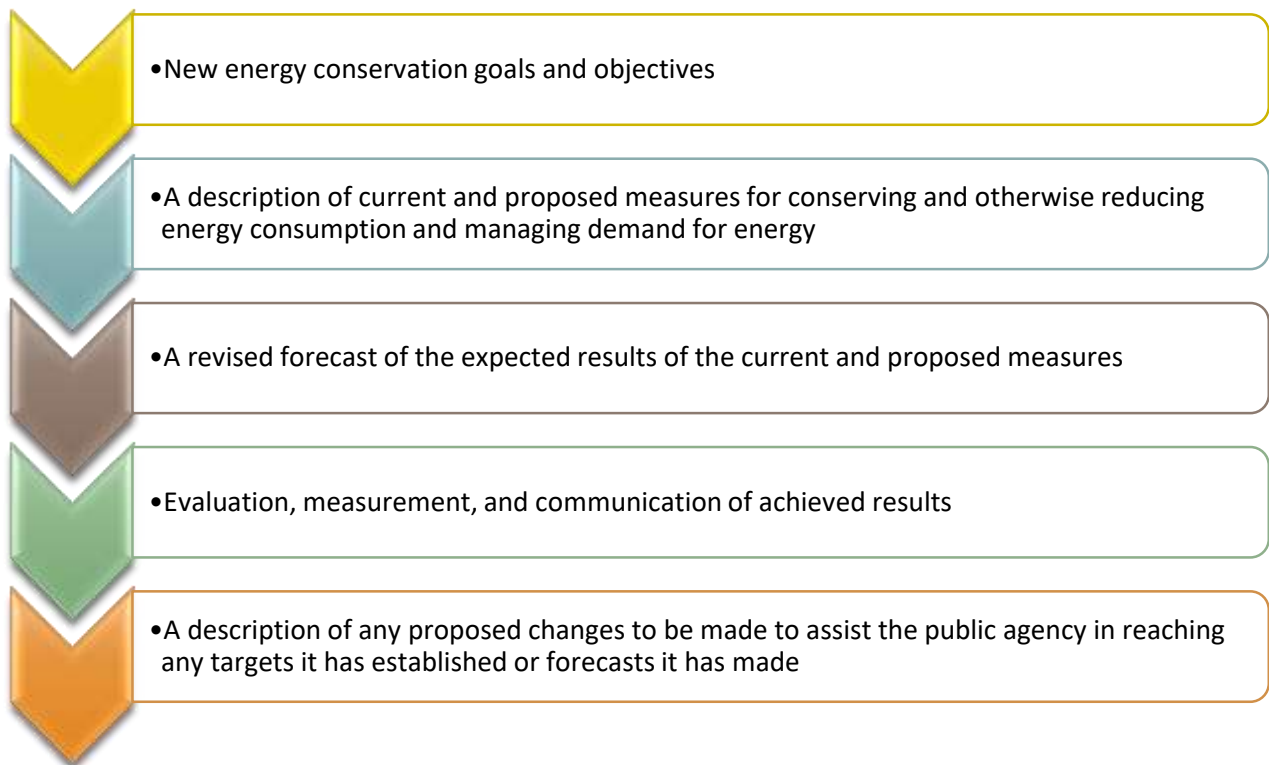 •New energy conservation goals and objectives
•A description of current and proposed measures for conserving and otherwise reducing
energy consumption and managing demand for energy
•A revised forecast of the expected results of the current and proposed measures
•Evaluation, measurement, and communication of achieved results
•A description of any proposed changes to be made to assist the public agency in reaching
any targets it has established or forecasts it has made